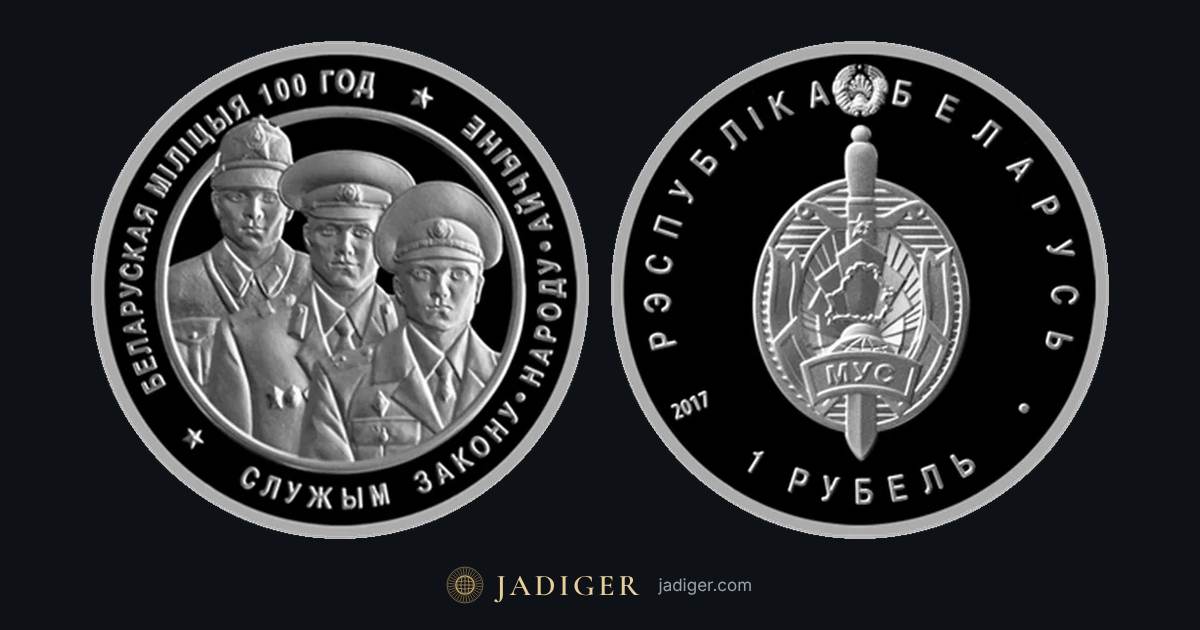 БЕЛАРУСКАЯ МІЛІЦЫЯ 100 ГОД
СЛУЖЫМ ЗАКОНУ • НАРОДУ • АЙЧЫНЕ
РЭСПУБЛІКА БЕЛАРУСЬ
МУС
2017
1 РУБЕЛЬ
JADIGER jadiger.com